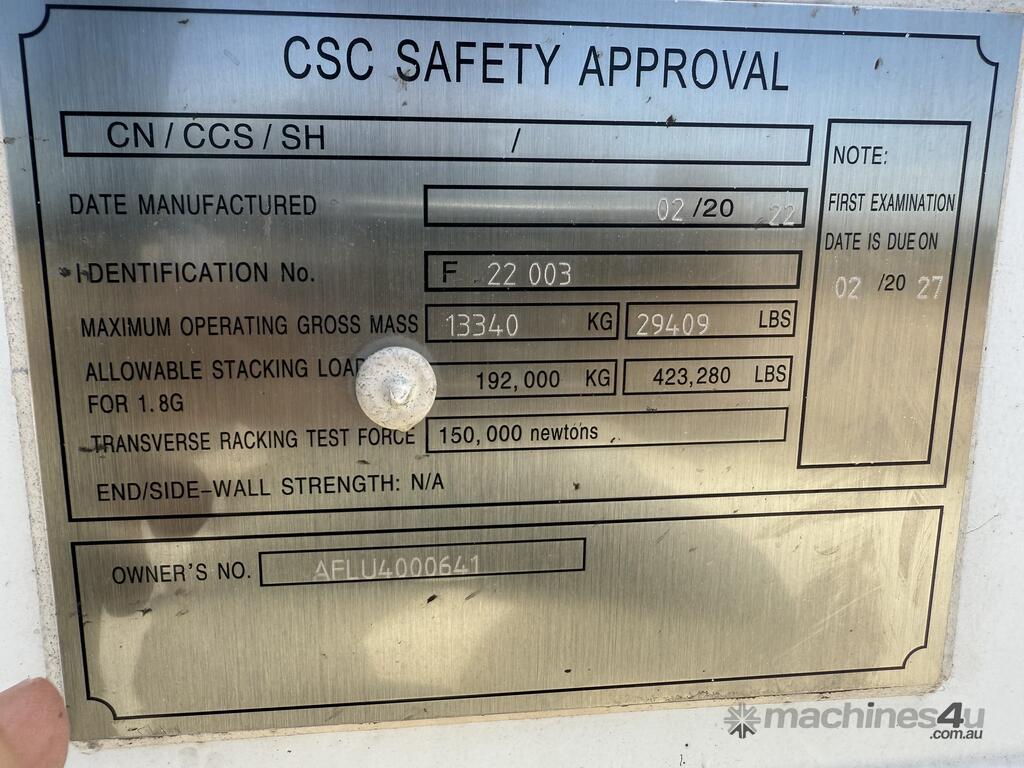 CSC SAFETY APPROVAL
CN / CCS / SH /
DATE MANUFACTURED 02 /20 22
IDENTIFICATION No. F 22 003
MAXIMUM OPERATING GROSS MASS 13340 KG 29409 LBS
ALLOWABLE STACKING LOAD 192,000 KG 423,280 LBS
FOR 1.8G
TRANSVERSE RACKING TEST FORCE 150,000 newtons
END/SIDE-WALL STRENGTH: N/A
NOTE:
FIRST EXAMINATION
DATE IS DUE ON
02 /20 27
OWNER'S NO. AFLU4000641
machines4u
.com.au